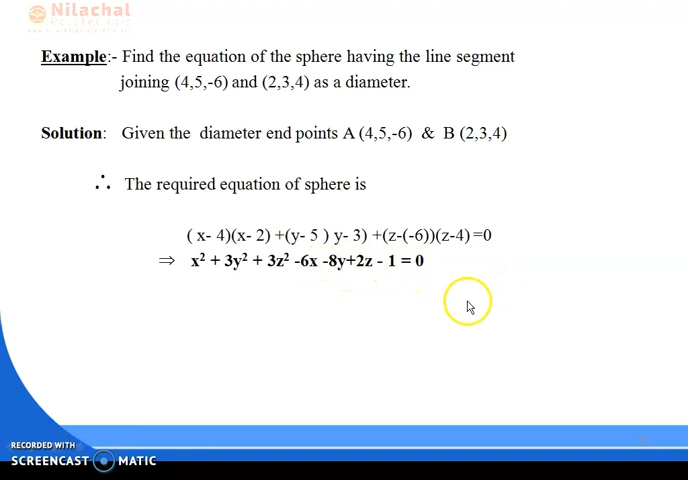 Nilachal
Polytechnic
Example:- Find the equation of the sphere having the line segment
joining (4,5,-6) and (2,3,4) as a diameter.
Solution: Given the diameter end points A (4,5,-6) & B (2,3,4)
∴ The required equation of sphere is
( x- 4)(x- 2) +(y- 5 ) y- 3) +(z-(-6))(z-4) =0
⇒ x² + 3y² + 3z² -6x -8y+2z - 1 = 0
RECORDED WITH
SCREENCAST MATIC